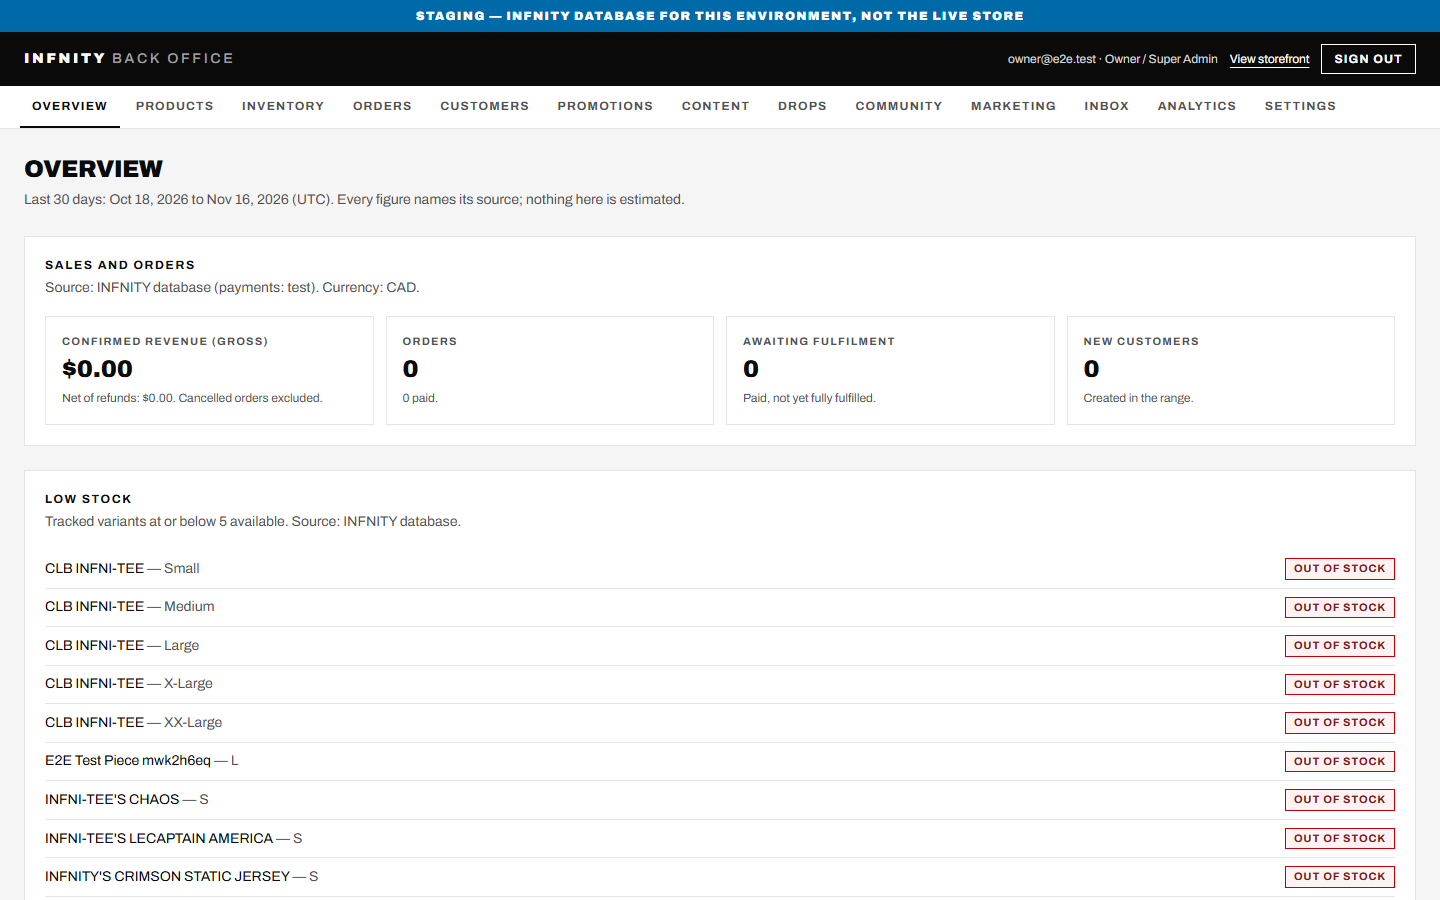 STAGING — INFNITY DATABASE FOR THIS ENVIRONMENT, NOT THE LIVE STORE
INFNITY BACK OFFICE
owner@e2e.test · Owner / Super Admin View storefront SIGN OUT
OVERVIEW PRODUCTS INVENTORY ORDERS CUSTOMERS PROMOTIONS CONTENT DROPS COMMUNITY MARKETING INBOX ANALYTICS SETTINGS
OVERVIEW
Last 30 days: Oct 18, 2026 to Nov 16, 2026 (UTC). Every figure names its source; nothing here is estimated.
SALES AND ORDERS
Source: INFNITY database (payments: test). Currency: CAD.
CONFIRMED REVENUE (GROSS)
$0.00
Net of refunds: $0.00. Cancelled orders excluded.
ORDERS
0
0 paid.
AWAITING FULFILMENT
0
Paid, not yet fully fulfilled.
NEW CUSTOMERS
0
Created in the range.
LOW STOCK
Tracked variants at or below 5 available. Source: INFNITY database.
CLB INFNI-TEE — Small OUT OF STOCK
CLB INFNI-TEE — Medium OUT OF STOCK
CLB INFNI-TEE — Large OUT OF STOCK
CLB INFNI-TEE — X-Large OUT OF STOCK
CLB INFNI-TEE — XX-Large OUT OF STOCK
E2E Test Piece mwk2h6eq — L OUT OF STOCK
INFNI-TEE'S CHAOS — S OUT OF STOCK
INFNI-TEE'S LECAPTAIN AMERICA — S OUT OF STOCK
INFNITY'S CRIMSON STATIC JERSEY — S OUT OF STOCK